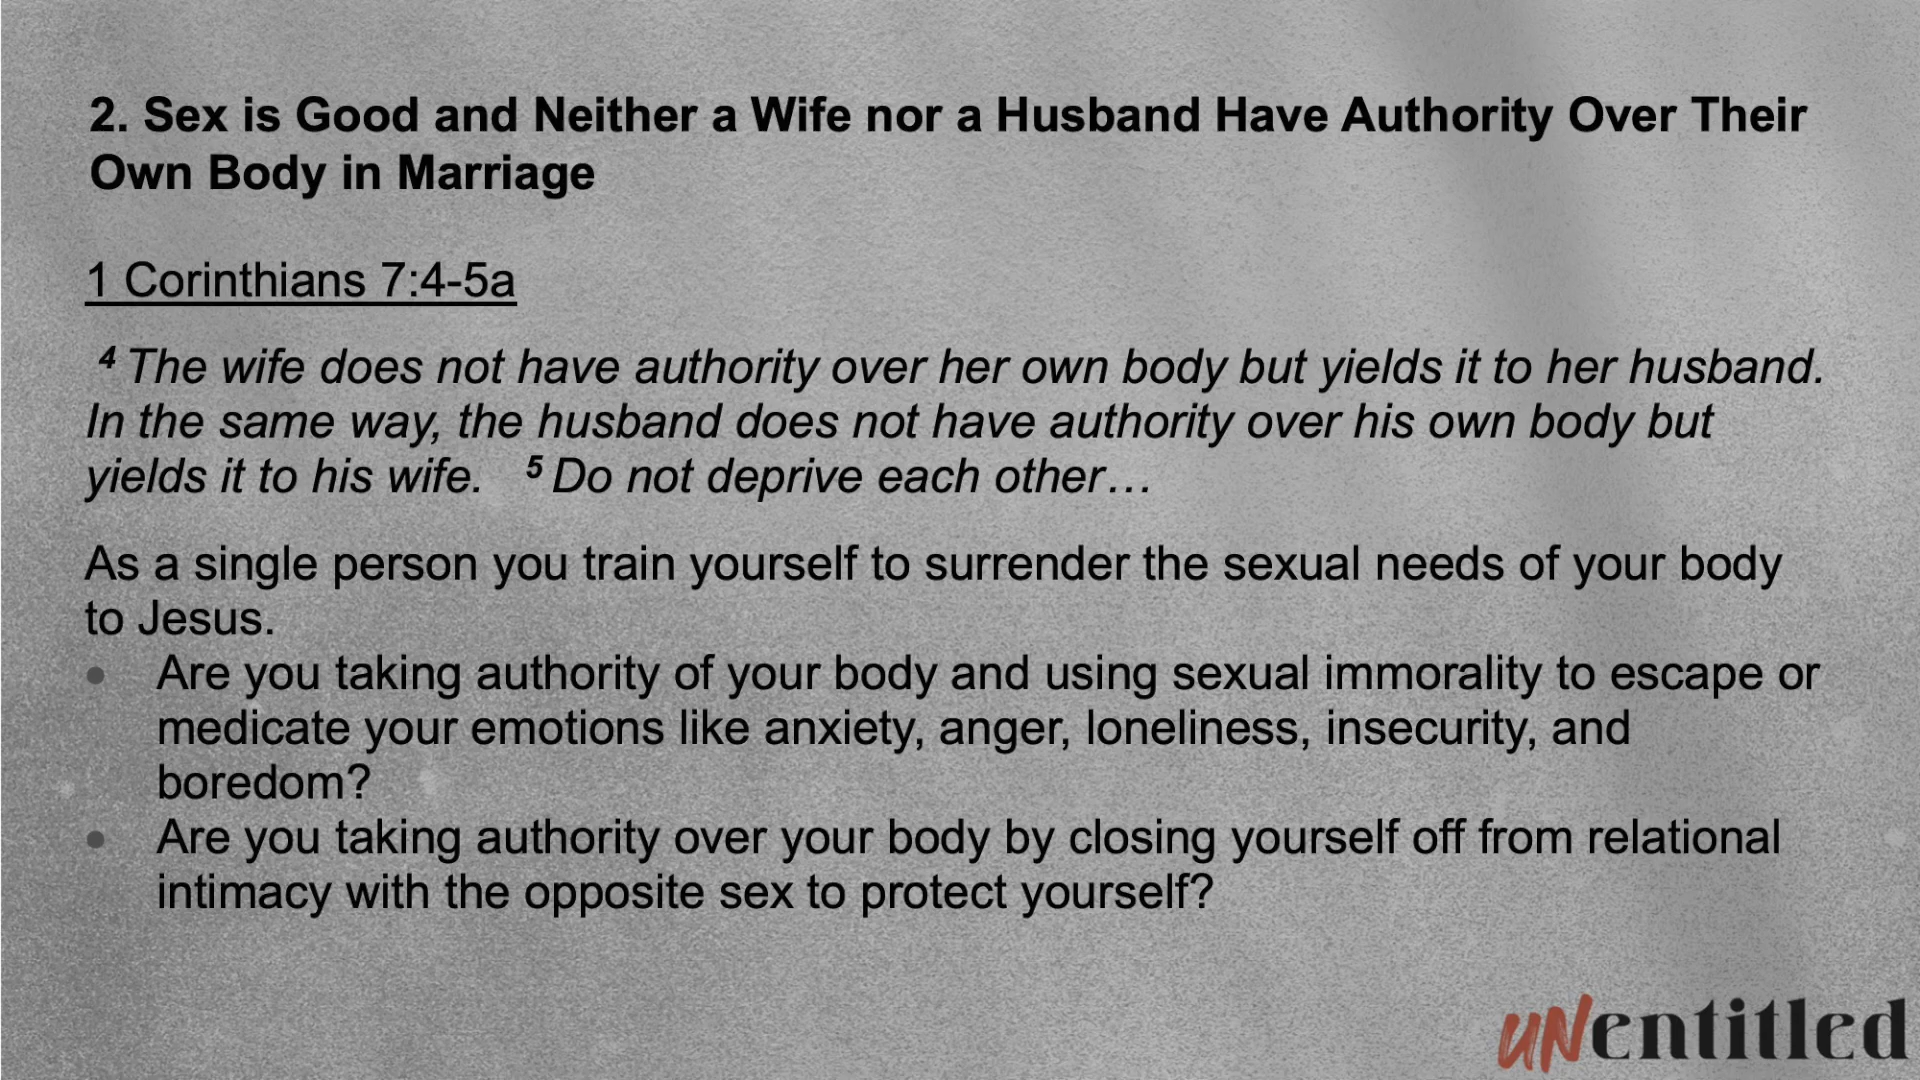 2. Sex is Good and Neither a Wife nor a Husband Have Authority Over Their
Own Body in Marriage
1 Corinthians 7:4-5a
4 The wife does not have authority over her own body but yields it to her husband.
In the same way, the husband does not have authority over his own body but
yields it to his wife. 5 Do not deprive each other…
As a single person you train yourself to surrender the sexual needs of your body
to Jesus.
• Are you taking authority of your body and using sexual immorality to escape or
medicate your emotions like anxiety, anger, loneliness, insecurity, and
boredom?
• Are you taking authority over your body by closing yourself off from relational
intimacy with the opposite sex to protect yourself?
UNentitled